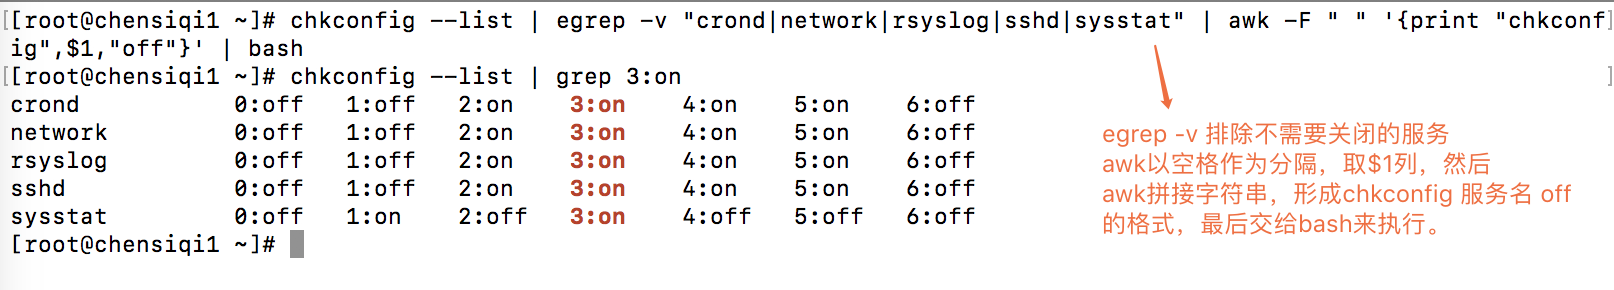 [[root@chensiqi1 ~]# chkconfig --list | egrep -v "crond|network|rsyslog|sshd|sysstat" | awk -F " " '{print "chkconf]
ig",$1,"off"}' | bash
[[root@chensiqi1 ~]# chkconfig --list | grep 3:on ]
crond 0:off 1:off 2:on 3:on 4:on 5:on 6:off
network 0:off 1:off 2:on 3:on 4:on 5:on 6:off
rsyslog 0:off 1:off 2:on 3:on 4:on 5:on 6:off
sshd 0:off 1:off 2:on 3:on 4:on 5:on 6:off
sysstat 0:off 1:on 2:off 3:on 4:off 5:off 6:off
[root@chensiqi1 ~]#
egrep -v 排除不需要关闭的服务
awk以空格作为分隔，取$1列，然后
awk拼接字符串，形成chkconfig 服务名 off
的格式，最后交给bash来执行。